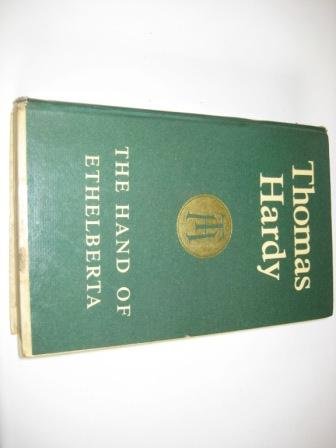 Thomas
Hardy
TH
THE HAND OF
ETHELBERTA